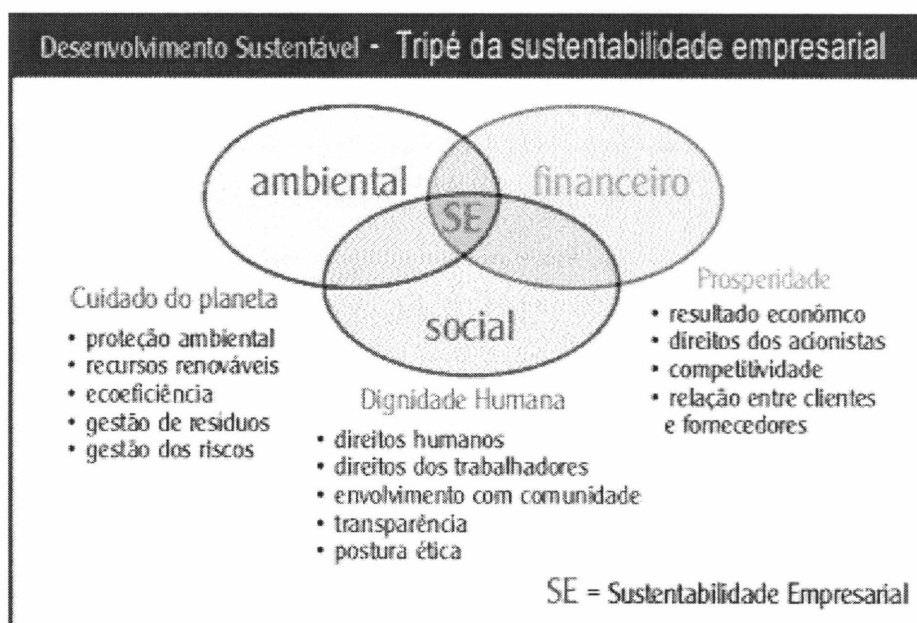 Desenvolvimento Sustentável - Tripé da sustentabilidade empresarial
ambiental
financeiro
SE
social
Cuidado do planeta
• proteção ambiental
• recursos renováveis
• ecoeficiência
• gestão de resíduos
• gestão dos riscos
Dignidade Humana
• direitos humanos
• direitos dos trabalhadores
• envolvimento com comunidade
• transparência
• postura ética
Prosperidade
• resultado econômco
• direitos dos acionistas
• competitividade
• relação entre clientes
e fornecedores
SE = Sustentabilidade Empresarial